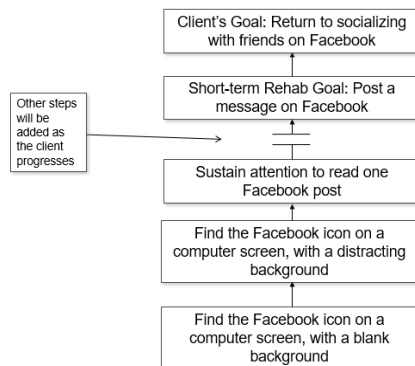 Client's Goal: Return to socializing
with friends on Facebook
Short-term Rehab Goal: Post a
message on Facebook
Other steps
will be
added as
the client
progresses
Sustain attention to read one
Facebook post
Find the Facebook icon on a
computer screen, with a distracting
background
Find the Facebook icon on a
computer screen, with a blank
background